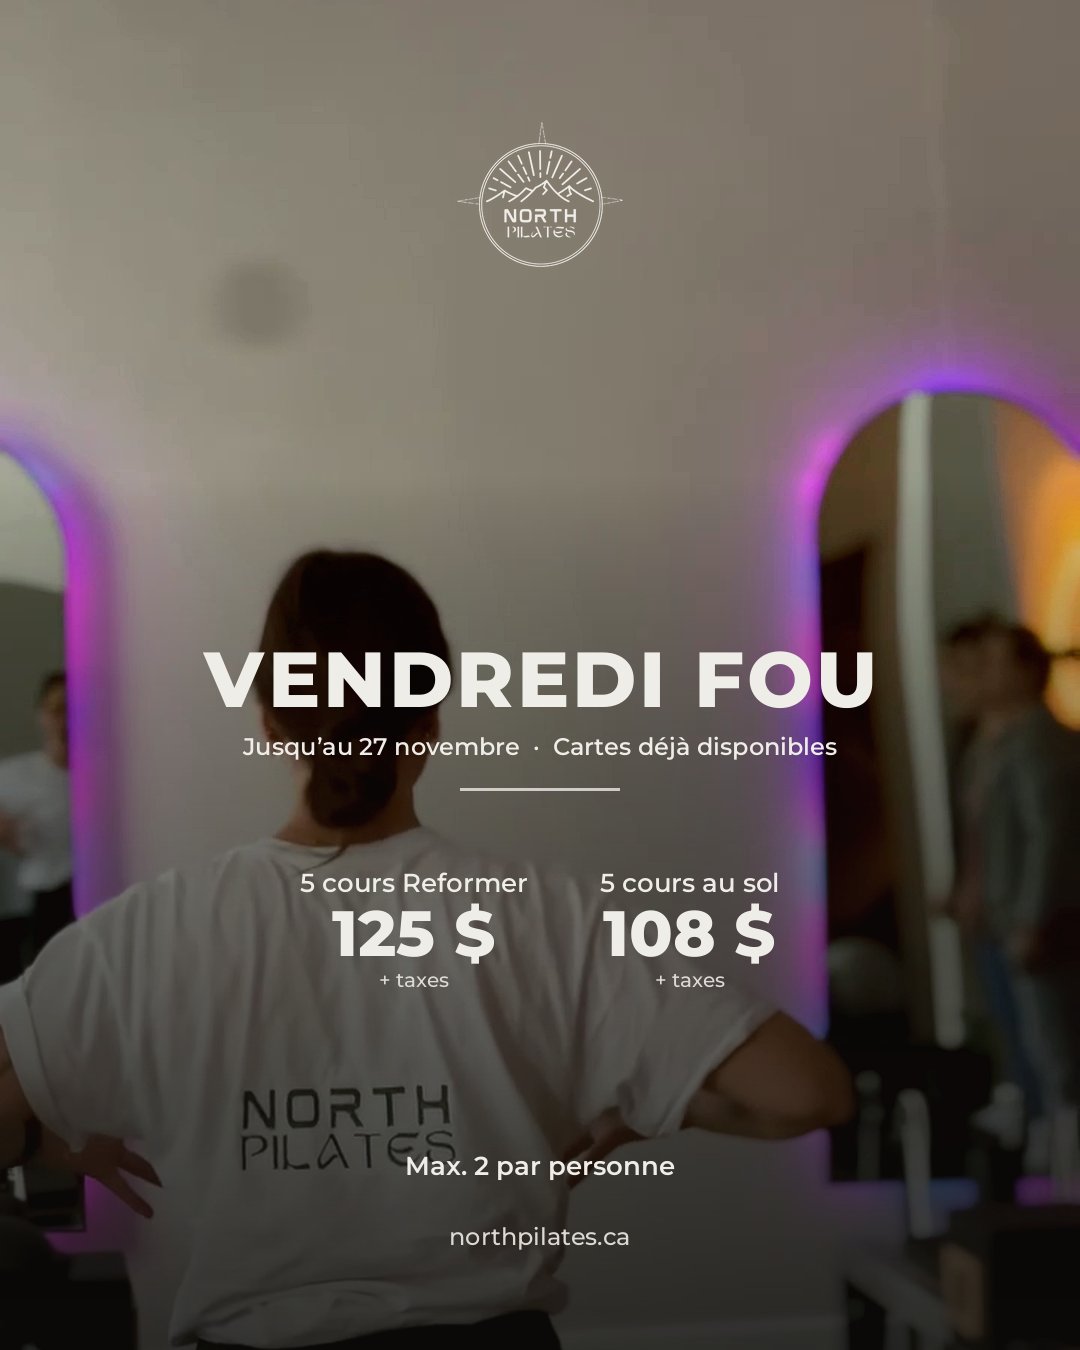 NORTH
PILATES
VENDREDI FOU
Jusqu’au 27 novembre · Cartes déjà disponibles
5 cours Reformer
125 $
+ taxes
5 cours au sol
108 $
+ taxes
NORTH
PILATES
Max. 2 par personne
northpilates.ca